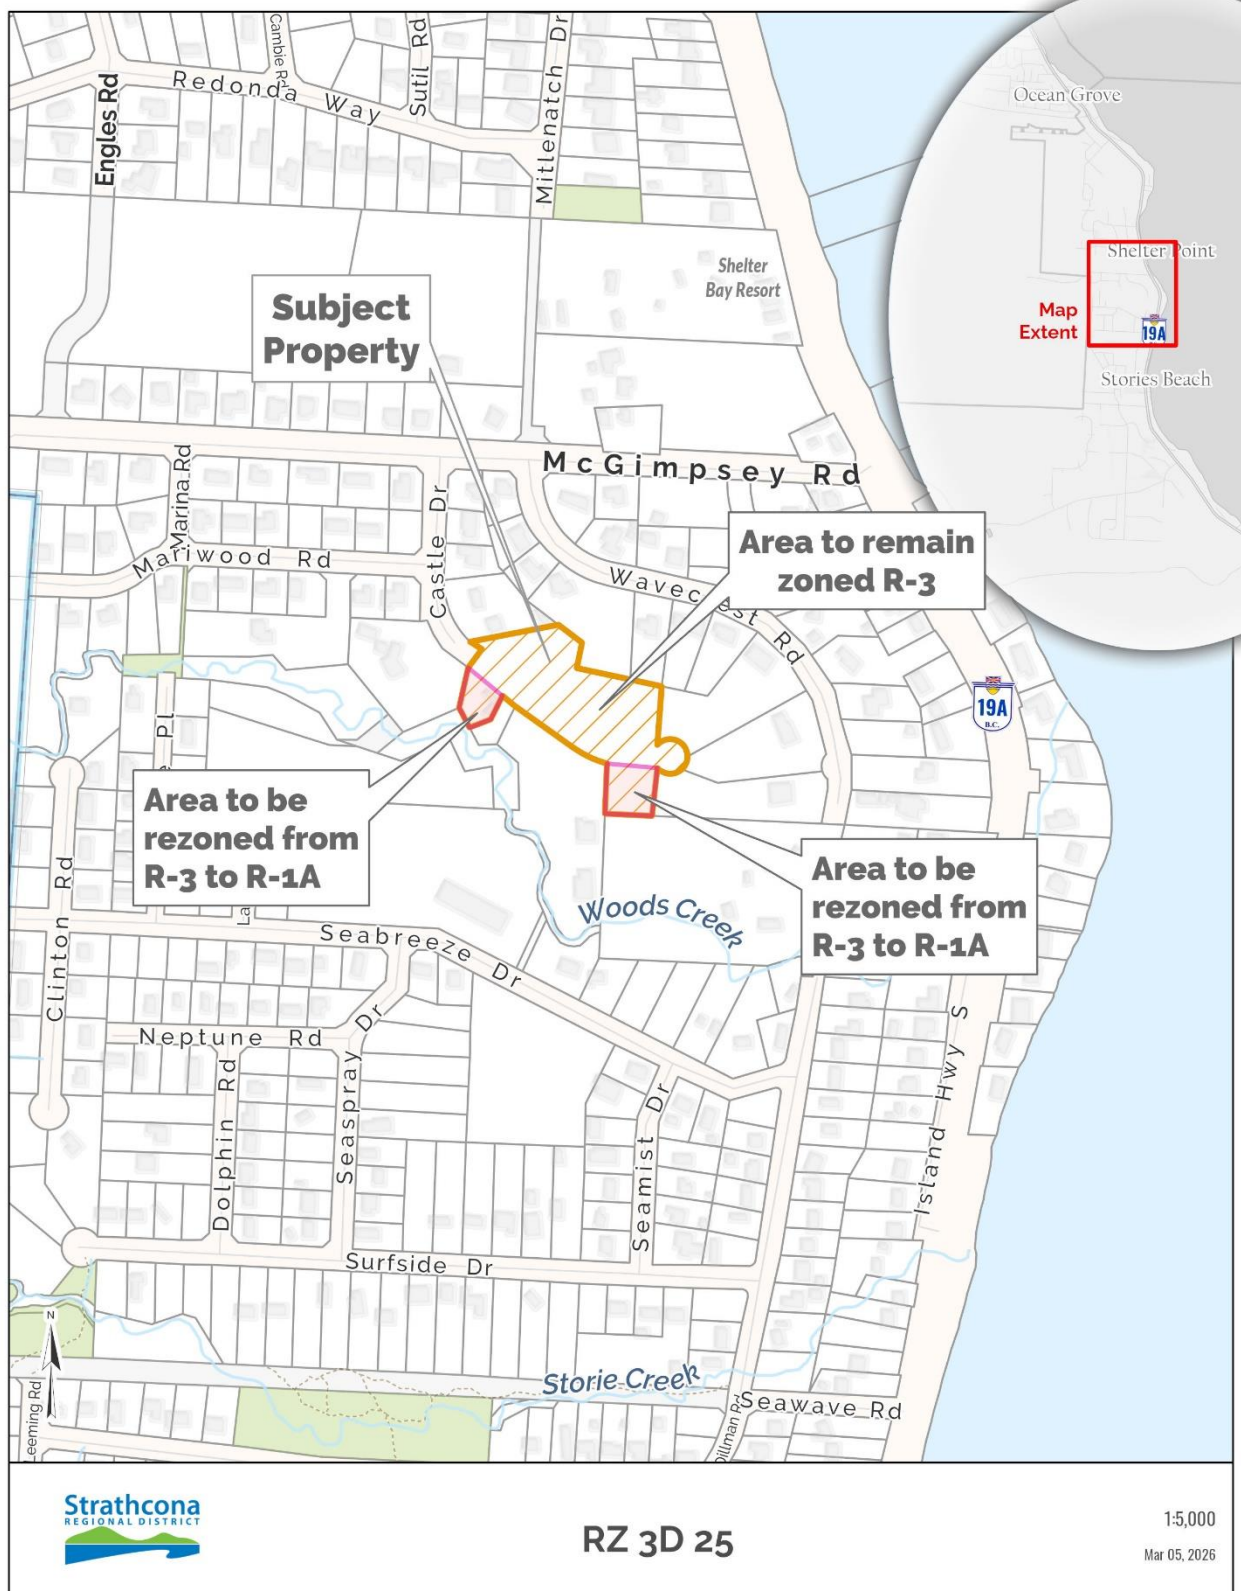 Cambie Rd
Sutil Rd
Mitlenatch Dr
Redonda Way
Engles Rd
Ocean Grove
Shelter Point
Map
Extent
19A
Stories Beach
Shelter
Bay Resort
Subject
Property
McGimpsey Rd
Marina Rd
Castle Dr
Mariwood Rd
Area to remain
zoned R-3
Wavecrest Rd
19A
B.C.
e Pl
Area to be
rezoned from
R-3 to R-1A
Area to be
rezoned from
R-3 to R-1A
Clinton Rd
La
Woods Creek
Seabreeze Dr
Neptune Rd
Dolphin Rd
Seaspray Dr
Seamist Dr
Island Hwy S
Surfside Dr
N
Storie Creek
Leeming Rd
Dillman Rd
Seawave Rd
Strathcona
REGIONAL DISTRICT
RZ 3D 25
1:5,000
Mar 05, 2026